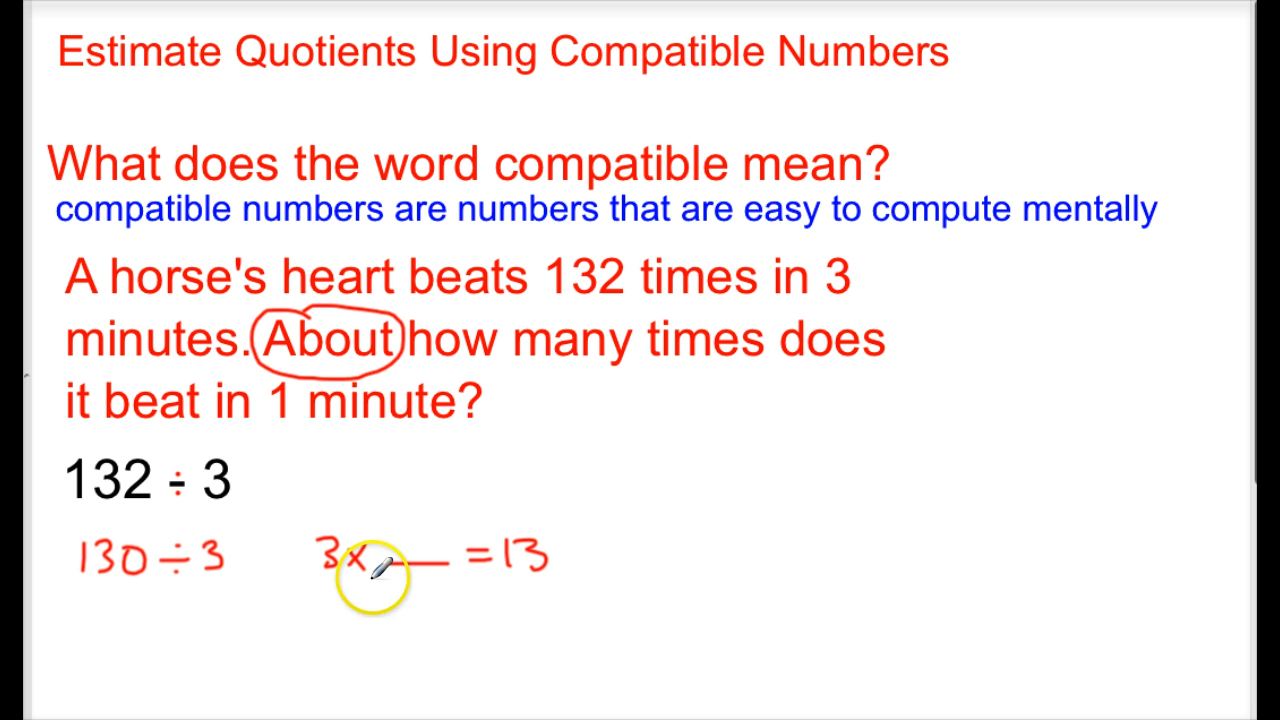 Estimate Quotients Using Compatible Numbers
What does the word compatible mean?
compatible numbers are numbers that are easy to compute mentally
A horse's heart beats 132 times in 3
minutes. About how many times does
it beat in 1 minute?
132 ÷ 3
130 ÷ 3 3x ___ = 13